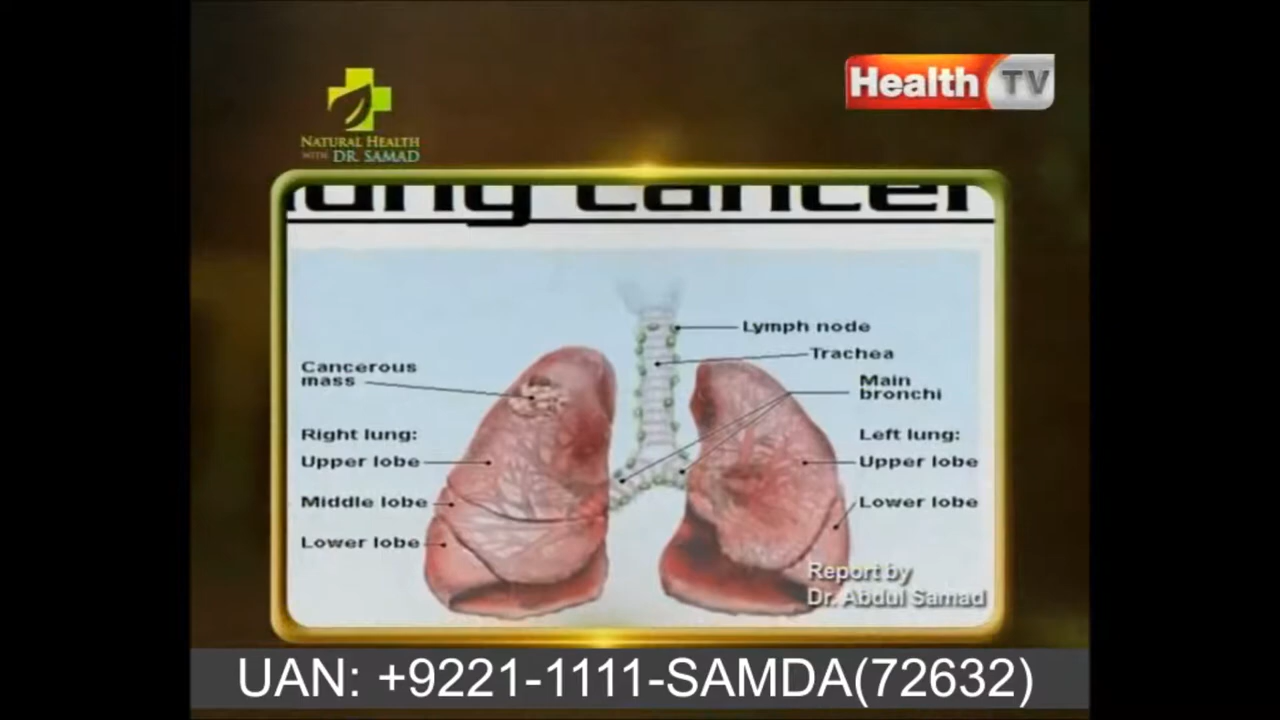 Health TV
NATURAL HEALTH
WITH DR. SAMAD
lung cancer
Lymph node
Trachea
Main
bronchi
Cancerous
mass
Right lung:
Upper lobe
Middle lobe
Lower lobe
Left lung:
Upper lobe
Lower lobe
Report by
Dr. Abdul Samad
UAN: +9221-1111-SAMDA(72632)